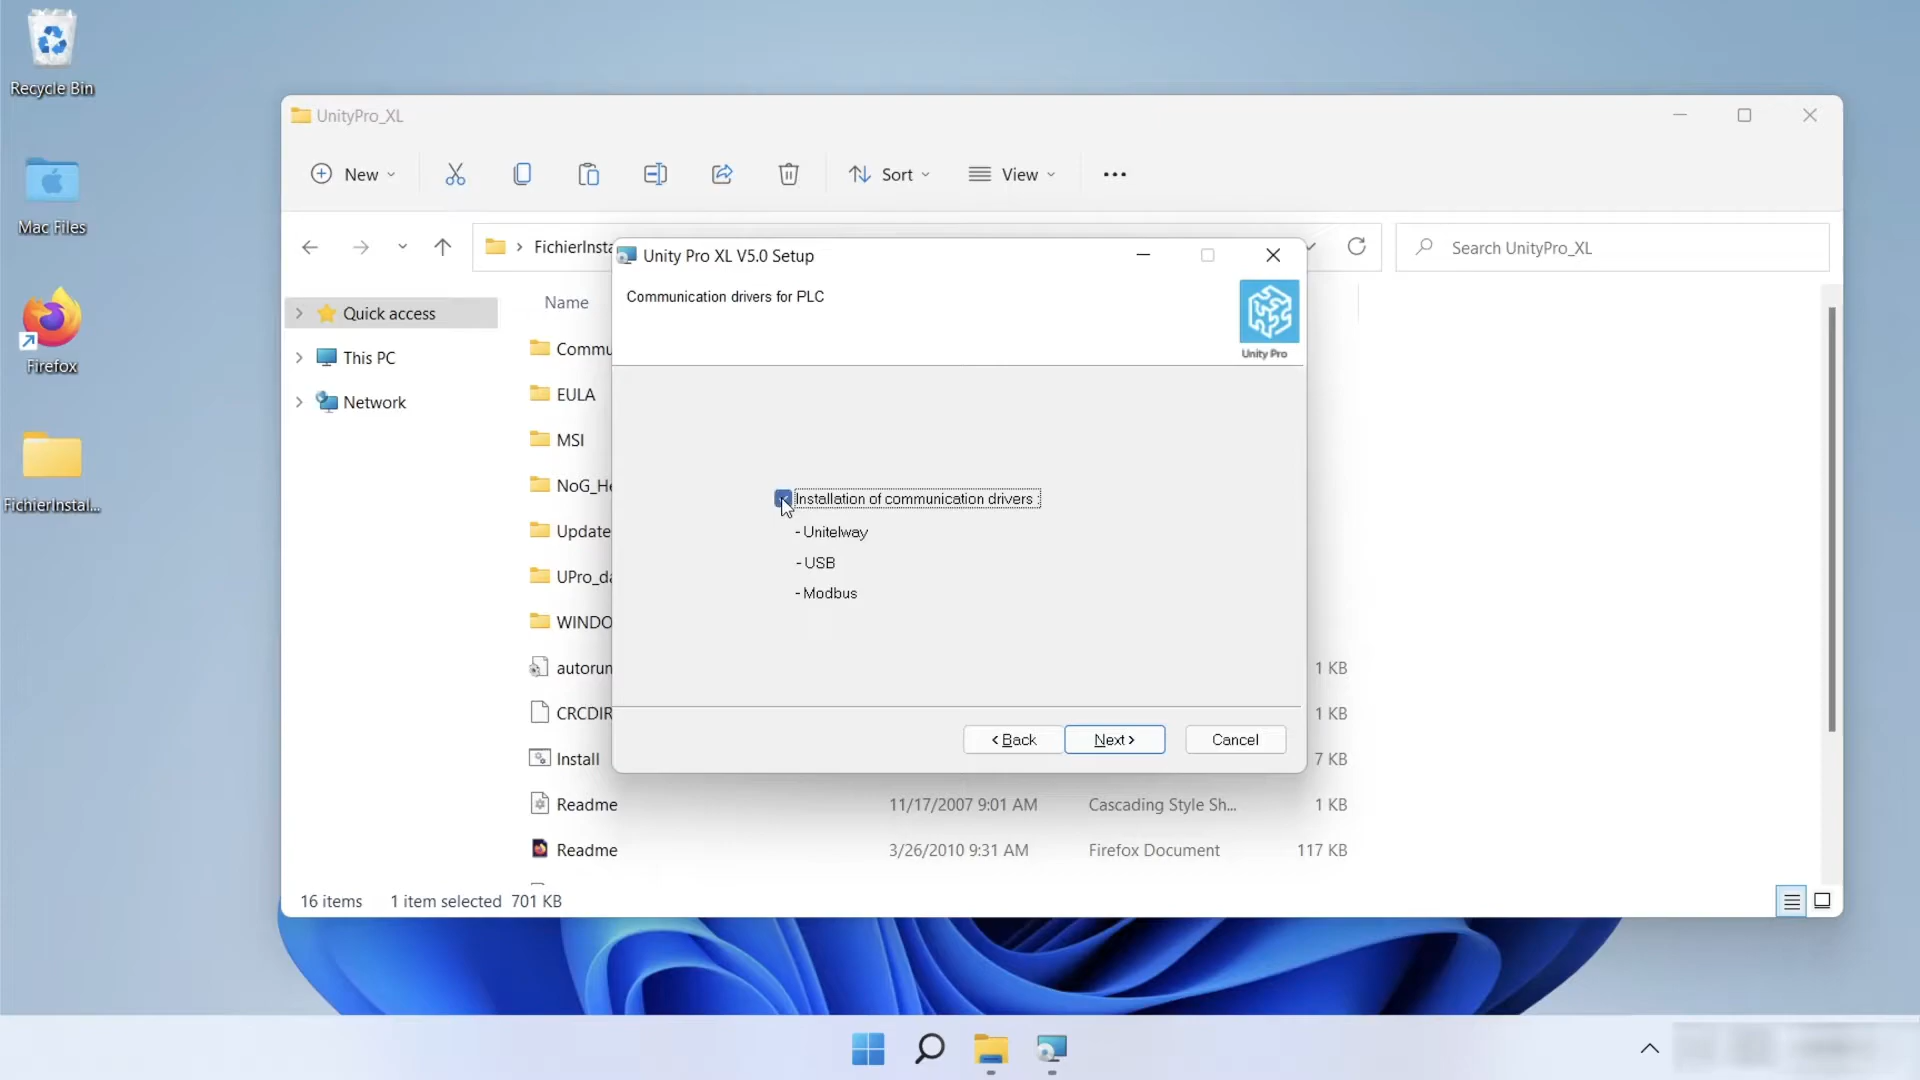 Recycle Bin
Mac Files
Firefox
FichierInstal...
UnityPro_XL
New
Sort
View
FichierInsta
Search UnityPro_XL
Quick access
This PC
Network
Name
Commu
EULA
MSI
NoG_He
Update
UPro_da
WINDO
autorun 1 KB
CRCDIR 1 KB
Install 7 KB
Readme 11/17/2007 9:01 AM Cascading Style Sh... 1 KB
Readme 3/26/2010 9:31 AM Firefox Document 117 KB
16 items 1 item selected 701 KB
Unity Pro XL V5.0 Setup
Communication drivers for PLC
Unity Pro
Installation of communication drivers :
- Unitelway
- USB
- Modbus
< Back Next > Cancel